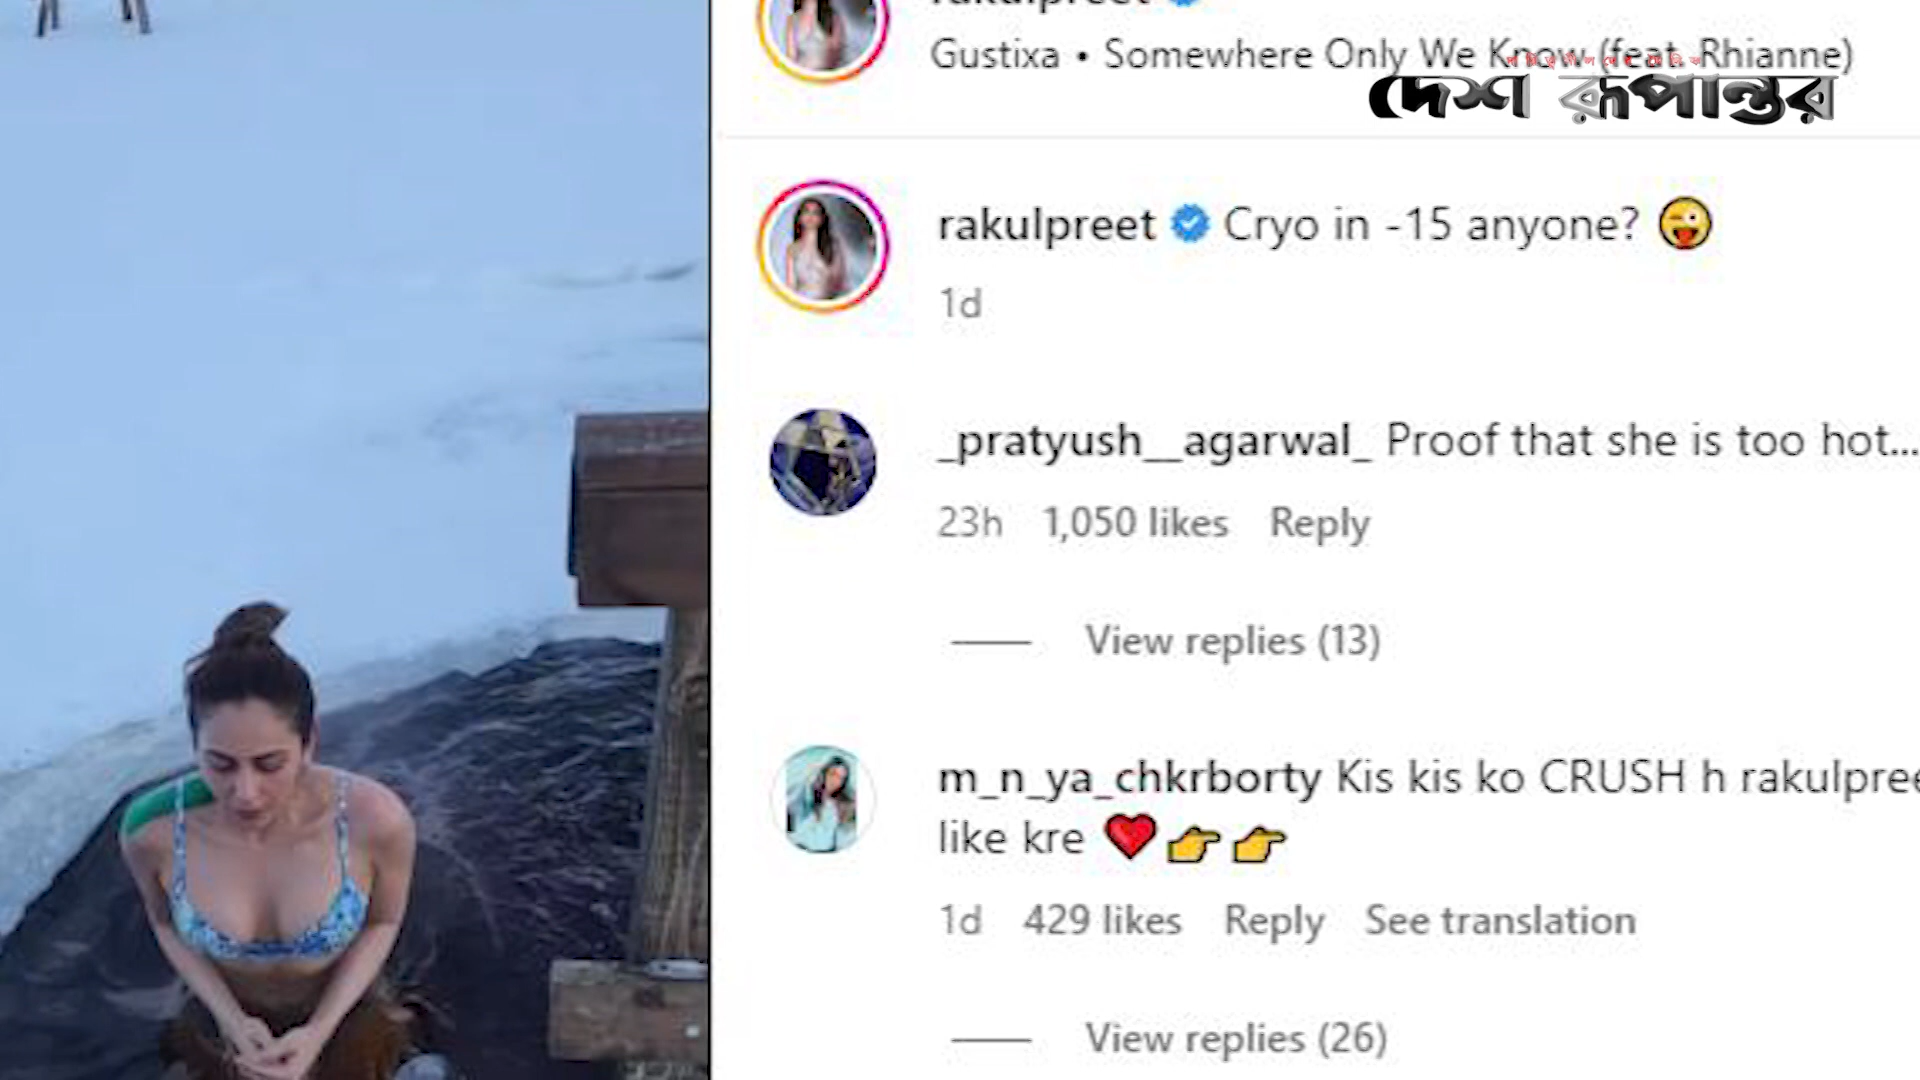 rakulpreet
Gustixa • Somewhere Only We Know (feat. Rhianne)
দেশ রূপান্তর
rakulpreet Cryo in -15 anyone? 😜
1d
_pratyush__agarwal_ Proof that she is too hot...
23h 1,050 likes Reply
View replies (13)
m_n_ya_chkrborty Kis kis ko CRUSH h rakulpree
like kre ❤️👉👉
1d 429 likes Reply See translation
View replies (26)